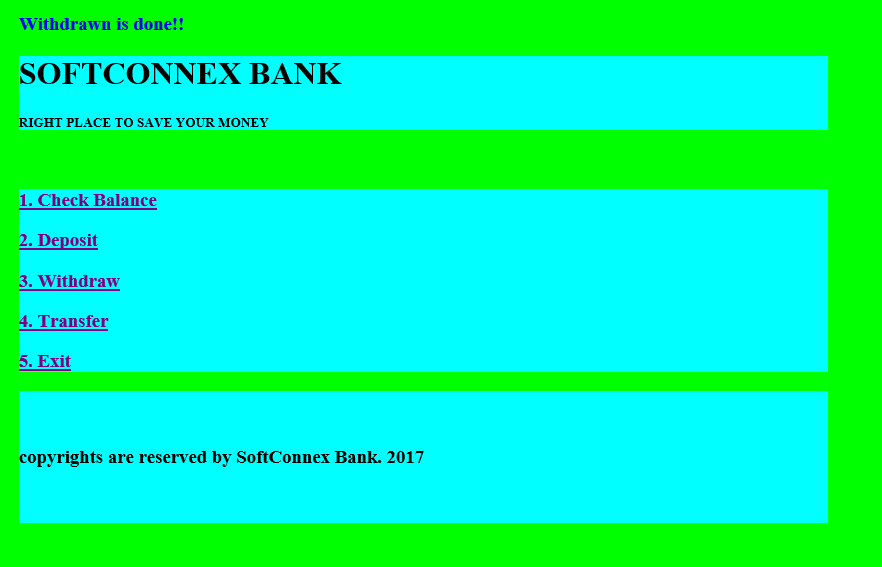 Withdrawn is done!!
SOFTCONNEX BANK
RIGHT PLACE TO SAVE YOUR MONEY
1. Check Balance
2. Deposit
3. Withdraw
4. Transfer
5. Exit
copyrights are reserved by SoftConnex Bank. 2017